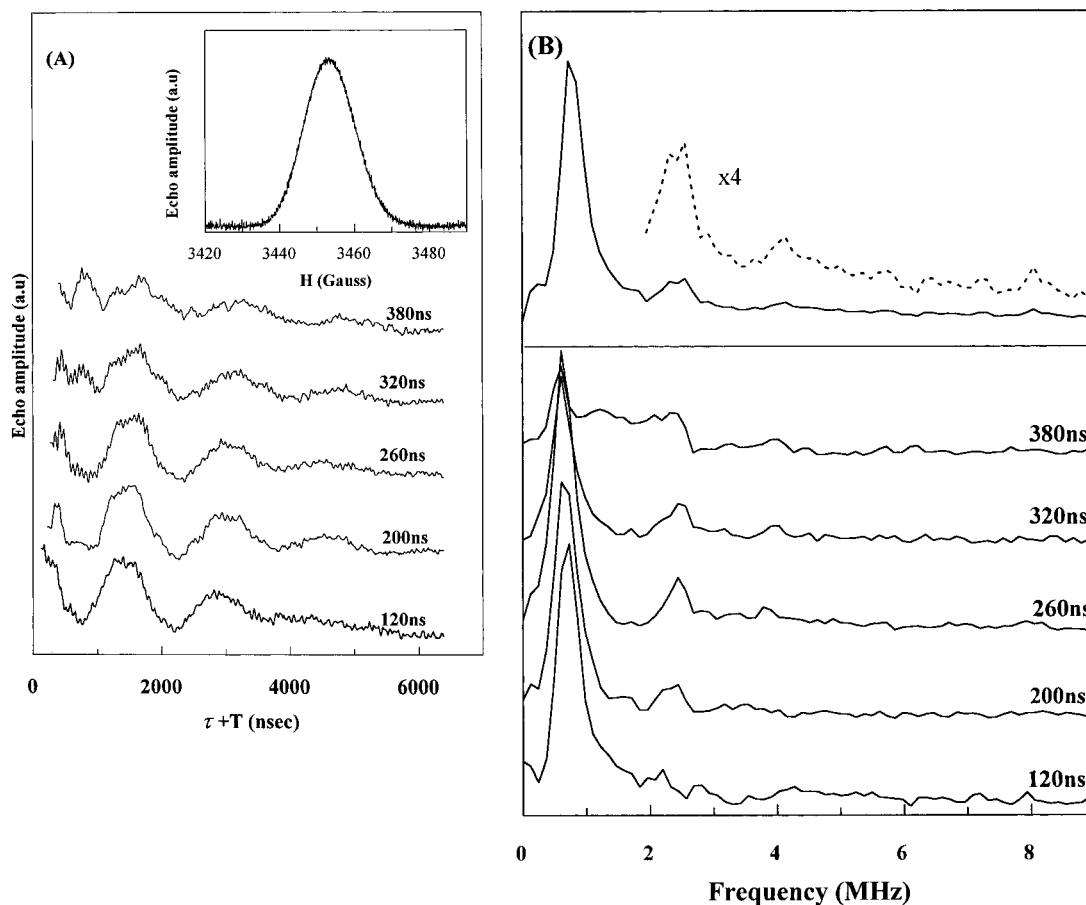 (A)
Echo amplitude (a.u)
3420 3440 3460 3480
H (Gauss)
Echo amplitude (a.u)
380ns
320ns
260ns
200ns
120ns
0 2000 4000 6000
τ +T (nsec)
(B)
x4
380ns
320ns
260ns
200ns
120ns
0 2 4 6 8
Frequency (MHz)